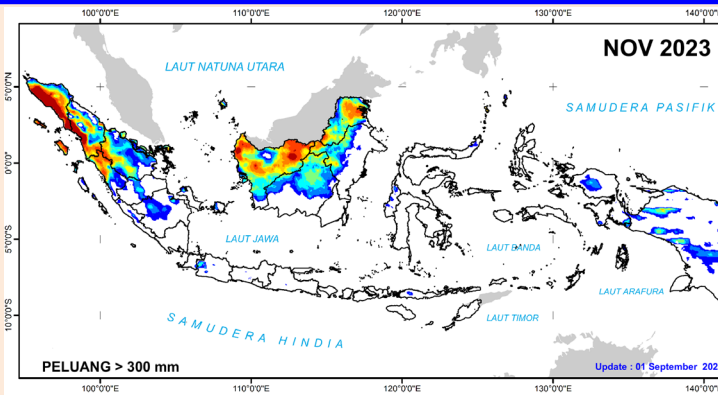 100°0'0"E 110°0'0"E 120°0'0"E 130°0'0"E 140°0'0"E
NOV 2023
LAUT NATUNA UTARA
5°0'0"N
SAMUDERA PASIFIK
0°0'0"
LAUT JAWA
LAUT BANDA
5°0'0"S
LAUT ARAFURA
10°0'0"S
SAMUDERA HINDIA
LAUT TIMOR
PELUANG > 300 mm
Update : 01 September 202
100°0'0"E 110°0'0"E 120°0'0"E 130°0'0"E 140°0'0"E